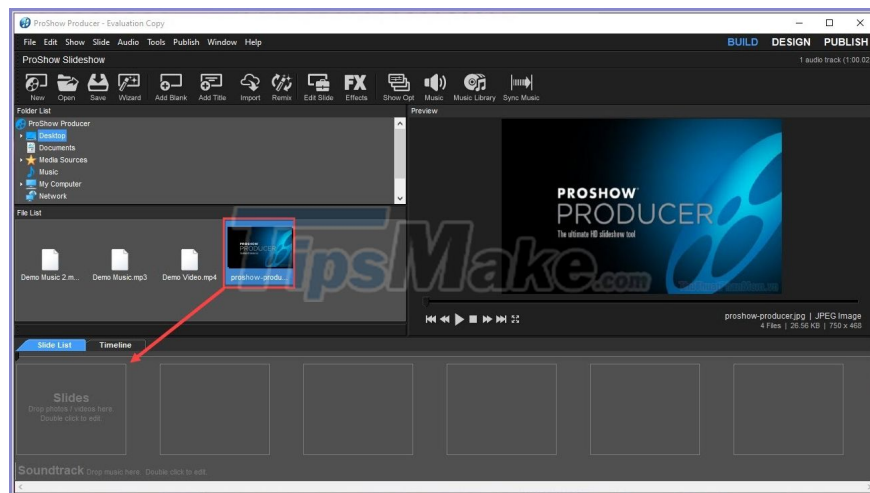 ProShow Producer - Evaluation Copy
File Edit Show Slide Audio Tools Publish Window Help
BUILD DESIGN PUBLISH
ProShow Slideshow
1 audio track (1:00.02
New Open Save Wizard Add Blank Add Title Import Remix Edit Slide Effects Show Opt Music Music Library Sync Music
FX
Folder List
Preview
ProShow Producer
Desktop
Documents
Media Sources
Music
My Computer
Network
File List
Demo Music 2.m... Demo Music.mp3 Demo Video.mp4 proshow-produ...
PROSHOW
PRODUCER
PROSHOW
PRODUCER
The ultimate HD slideshow tool
TipsMake.com
proshow-producer.jpg | JPEG Image
4 Files | 26.56 KB | 750 x 468
Slide List Timeline
Slides
Drop photos / videos here
Double click to edit
Soundtrack Drop music here. Double click to edit.